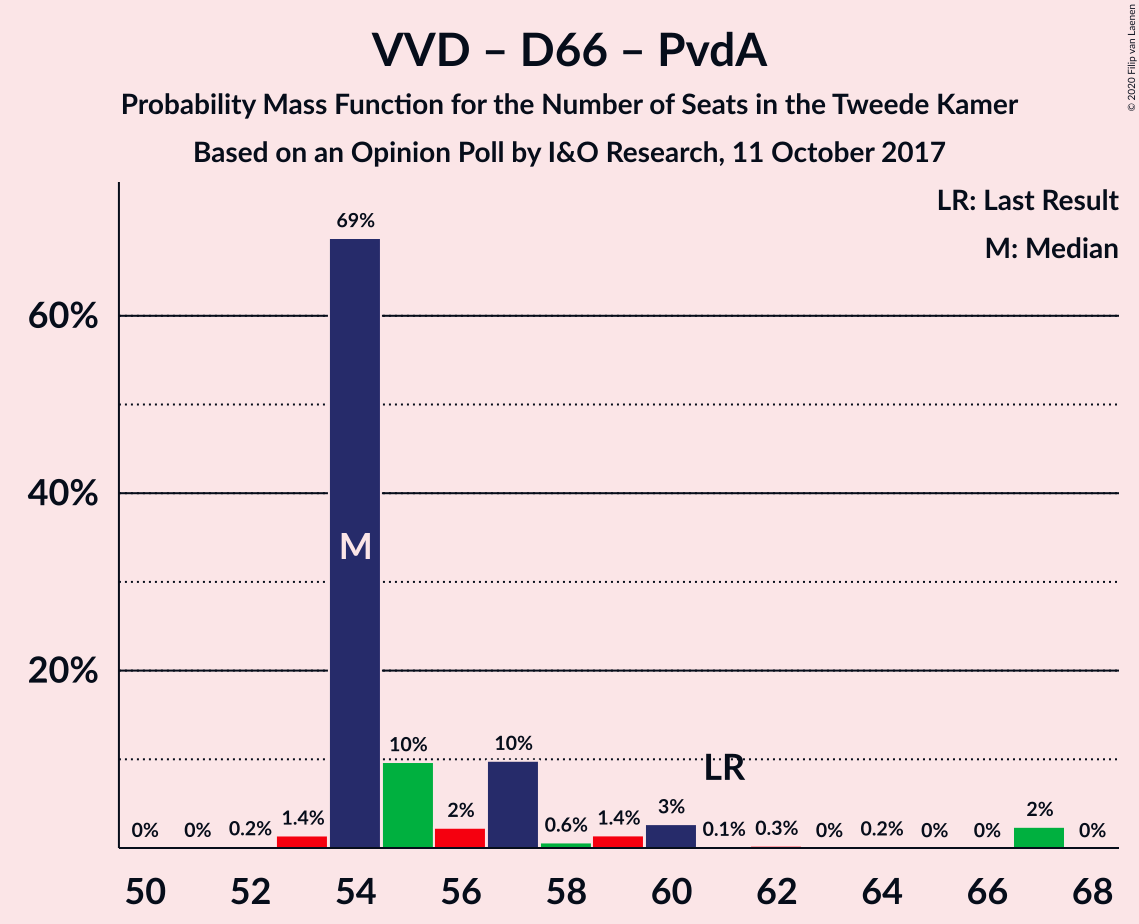 VVD – D66 – PvdA
Probability Mass Function for the Number of Seats in the Tweede Kamer
Based on an Opinion Poll by I&O Research, 11 October 2017
© 2020 Filip van Laenen
LR: Last Result
M: Median
60%
40%
20%
0%
0%
0.2%
1.4%
69%
M
10%
2%
10%
0.6%
1.4%
3%
LR
0.1%
0.3%
0%
0.2%
0%
0%
2%
0%
50 52 54 56 58 60 62 64 66 68